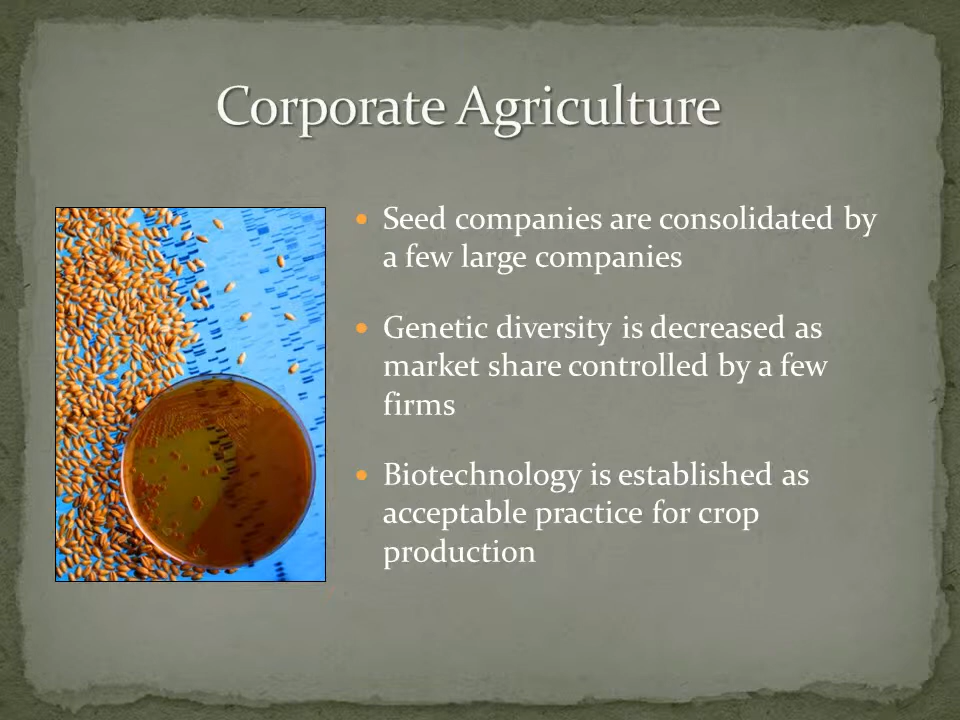 Corporate Agriculture
Seed companies are consolidated by
a few large companies
Genetic diversity is decreased as
market share controlled by a few
firms
Biotechnology is established as
acceptable practice for crop
production